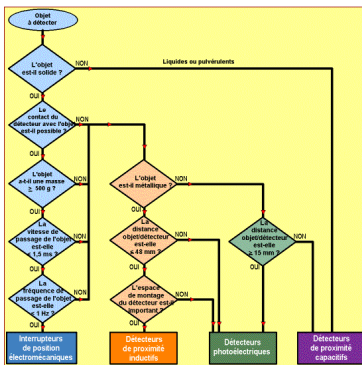 Objet
à détecter
L'objet
est-il solide ?
NON
Liquides ou pulvérulents
OUI
Le
contact du
détecteur avec l'objet
est-il possible ?
NON
OUI
L'objet
a-t-il une masse
≥ 500 g ?
NON
OUI
L'objet
est-il métallique ?
NON
OUI
La
vitesse de
passage de l'objet
est-elle
≤ 1,5 ms ?
NON
OUI
La
distance
objet/détecteur
est-elle
≤ 48 mm ?
NON
OUI
La
distance
objet/détecteur
est-elle
≥ 15 mm ?
NON
OUI
La
fréquence de
passage de l'objet
est-elle
< 1 Hz ?
NON
OUI
L'espace
de montage
du détecteur est-il
important ?
NON
OUI
Interrupteurs
de position
électromécaniques
Détecteurs
de proximité
inductifs
Détecteurs
photoélectriques
Détecteurs
de proximité
capacitifs